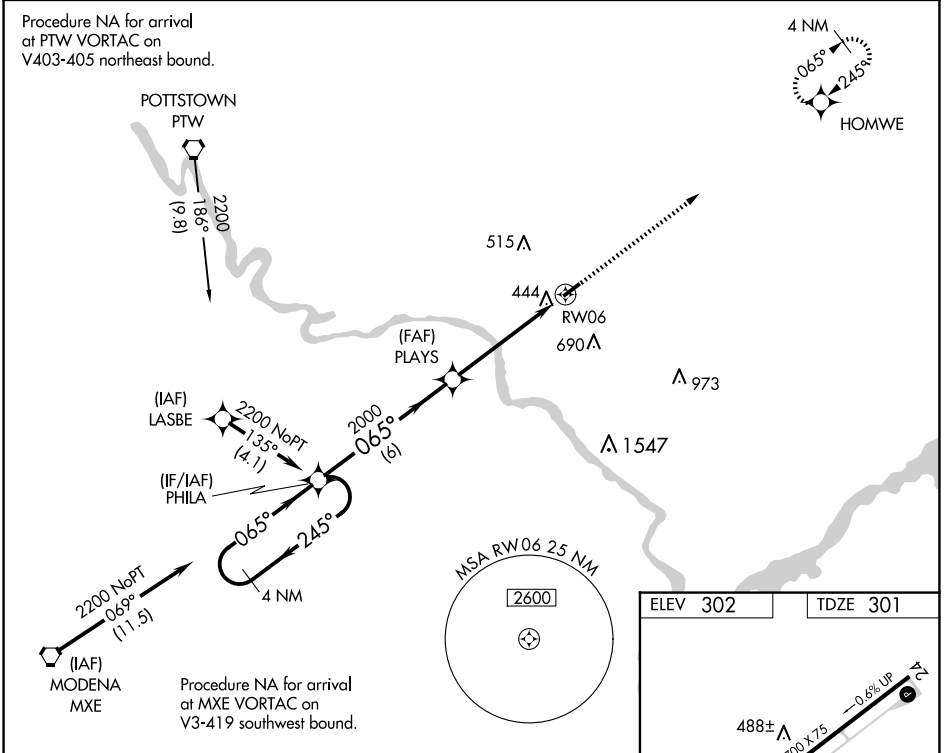 Procedure NA for arrival
at PTW VORTAC on
V403-405 northeast bound.
4 NM
065°
245°
HOMWE
POTTSTOWN
PTW
2200
186°
(9.8)
515
444
RW06
690
973
(FAF)
PLAYS
1547
(IAF)
LASBE
2200 NoPT
135°
(4.1)
2000
065°
(6)
(IF/IAF)
PHILA
065°
245°
4 NM
2200 NoPT
069°
(11.5)
(IAF)
MODENA
MXE
MSA RW06 25 NM
2600
Procedure NA for arrival
at MXE VORTAC on
V3-419 southwest bound.
ELEV 302
TDZE 301
24
0.6% UP
P
488±
700 X 75